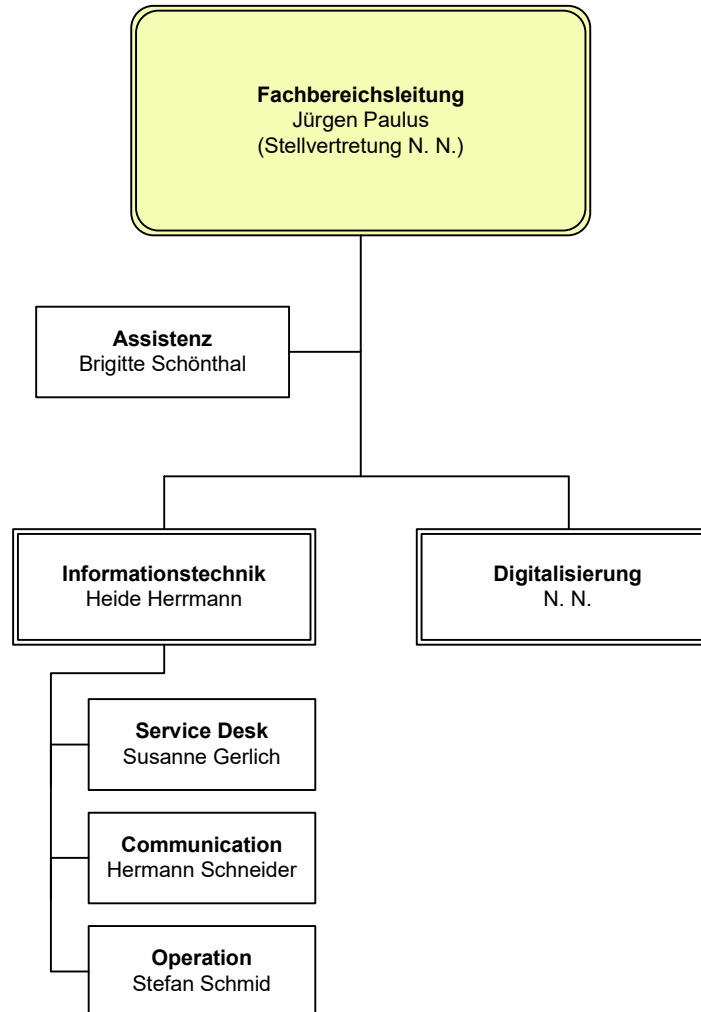 Fachbereichsleitung
Jürgen Paulus
(Stellvertretung N. N.)
Assistenz
Brigitte Schönthal
Informationstechnik
Heide Herrmann
Digitalisierung
N. N.
Service Desk
Susanne Gerlich
Communication
Hermann Schneider
Operation
Stefan Schmid